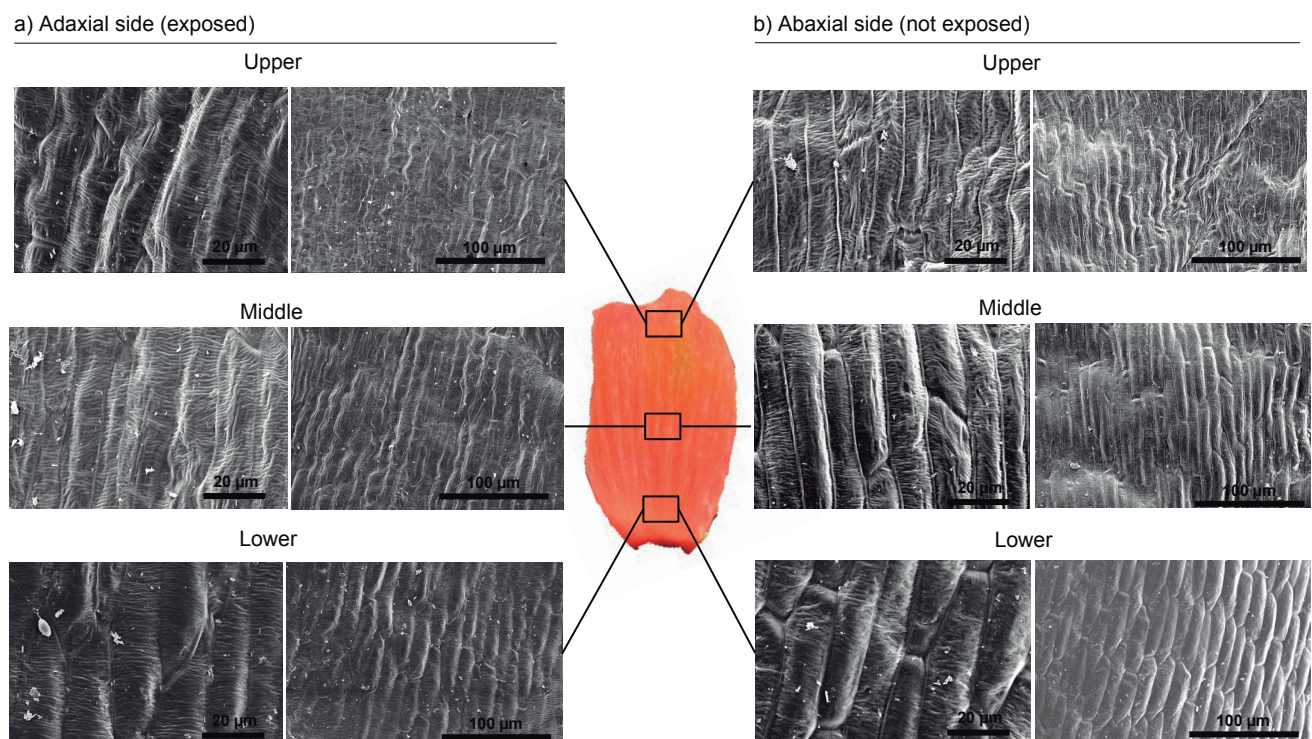 a) Adaxial side (exposed)
b) Abaxial side (not exposed)
Upper
Upper
20 µm
100 µm
20 µm
100 µm
Middle
Middle
20 µm
100 µm
20 µm
100 µm
Lower
Lower
20 µm
100 µm
20 µm
100 µm